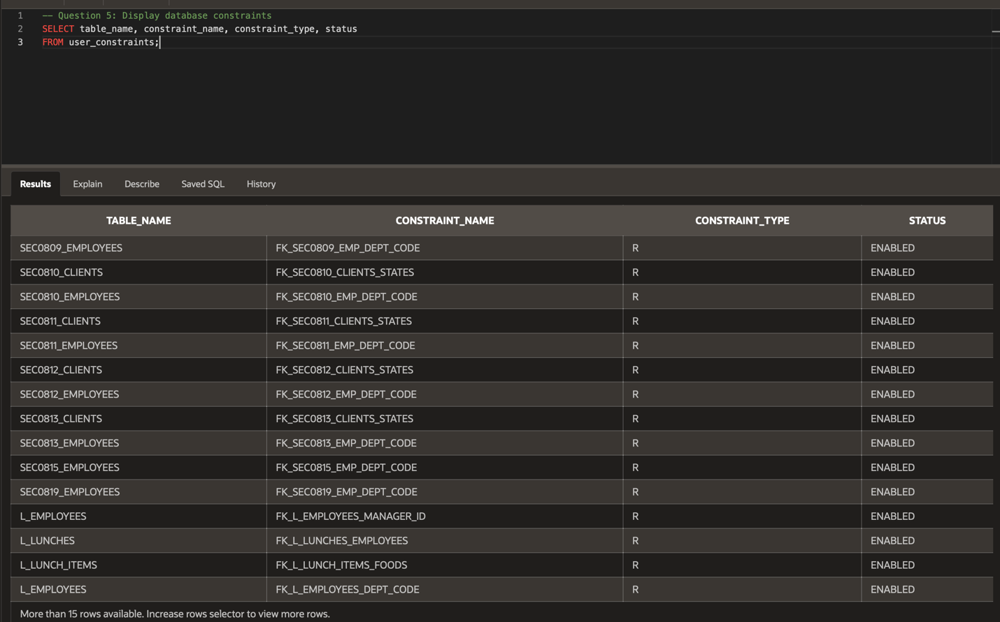 1 -- Question 5: Display database constraints
2 SELECT table_name, constraint_name, constraint_type, status
3 FROM user_constraints;
Results Explain Describe Saved SQL History
TABLE_NAME CONSTRAINT_NAME CONSTRAINT_TYPE STATUS
SEC0809_EMPLOYEES FK_SEC0809_EMP_DEPT_CODE R ENABLED
SEC0810_CLIENTS FK_SEC0810_CLIENTS_STATES R ENABLED
SEC0810_EMPLOYEES FK_SEC0810_EMP_DEPT_CODE R ENABLED
SEC0811_CLIENTS FK_SEC0811_CLIENTS_STATES R ENABLED
SEC0811_EMPLOYEES FK_SEC0811_EMP_DEPT_CODE R ENABLED
SEC0812_CLIENTS FK_SEC0812_CLIENTS_STATES R ENABLED
SEC0812_EMPLOYEES FK_SEC0812_EMP_DEPT_CODE R ENABLED
SEC0813_CLIENTS FK_SEC0813_CLIENTS_STATES R ENABLED
SEC0813_EMPLOYEES FK_SEC0813_EMP_DEPT_CODE R ENABLED
SEC0815_EMPLOYEES FK_SEC0815_EMP_DEPT_CODE R ENABLED
SEC0819_EMPLOYEES FK_SEC0819_EMP_DEPT_CODE R ENABLED
L_EMPLOYEES FK_L_EMPLOYEES_MANAGER_ID R ENABLED
L_LUNCHES FK_L_LUNCHES_EMPLOYEES R ENABLED
L_LUNCH_ITEMS FK_L_LUNCH_ITEMS_FOODS R ENABLED
L_EMPLOYEES FK_L_EMPLOYEES_DEPT_CODE R ENABLED
More than 15 rows available. Increase rows selector to view more rows.